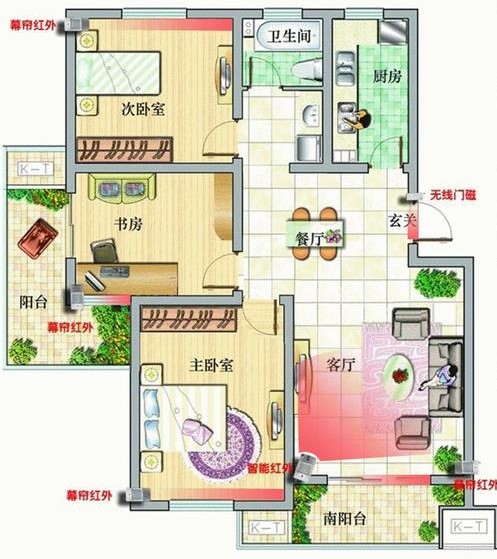 幕帘红外
卫生间
厨房
次卧室
K-T
无线门磁
书房
玄关
餐厅
阳台
幕帘红外
主卧室
客厅
智能红外
幕帘红外
幕帘红外
南阳台
K-T
K-T